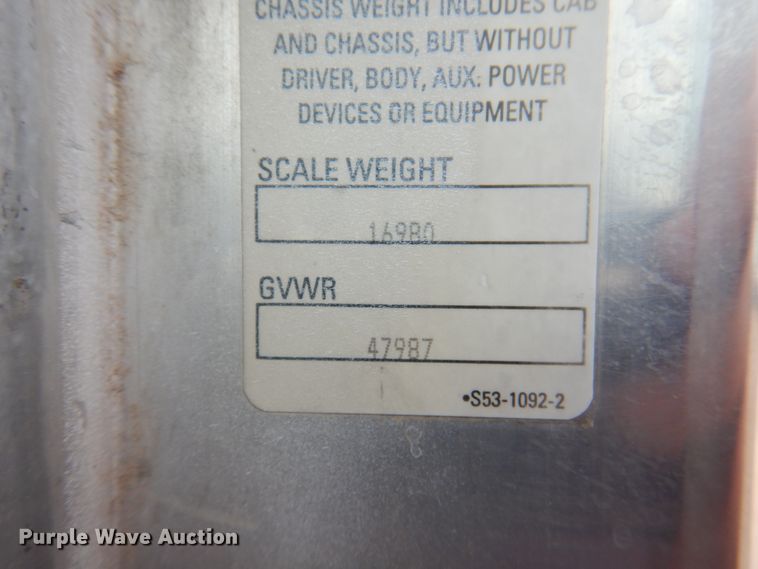 CHASSIS WEIGHT INCLUDES CAB
AND CHASSIS, BUT WITHOUT
DRIVER, BODY, AUX. POWER
DEVICES OR EQUIPMENT
SCALE WEIGHT
16980
GVWR
47987
•S53-1092-2
Purple Wave Auction